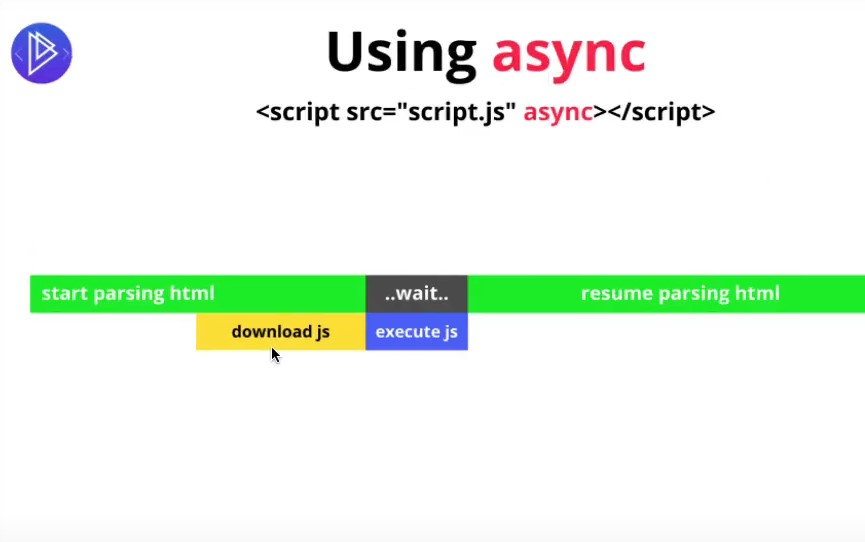 Using async
<script src="script.js" async></script>
start parsing html
..wait..
resume parsing html
download js
execute js